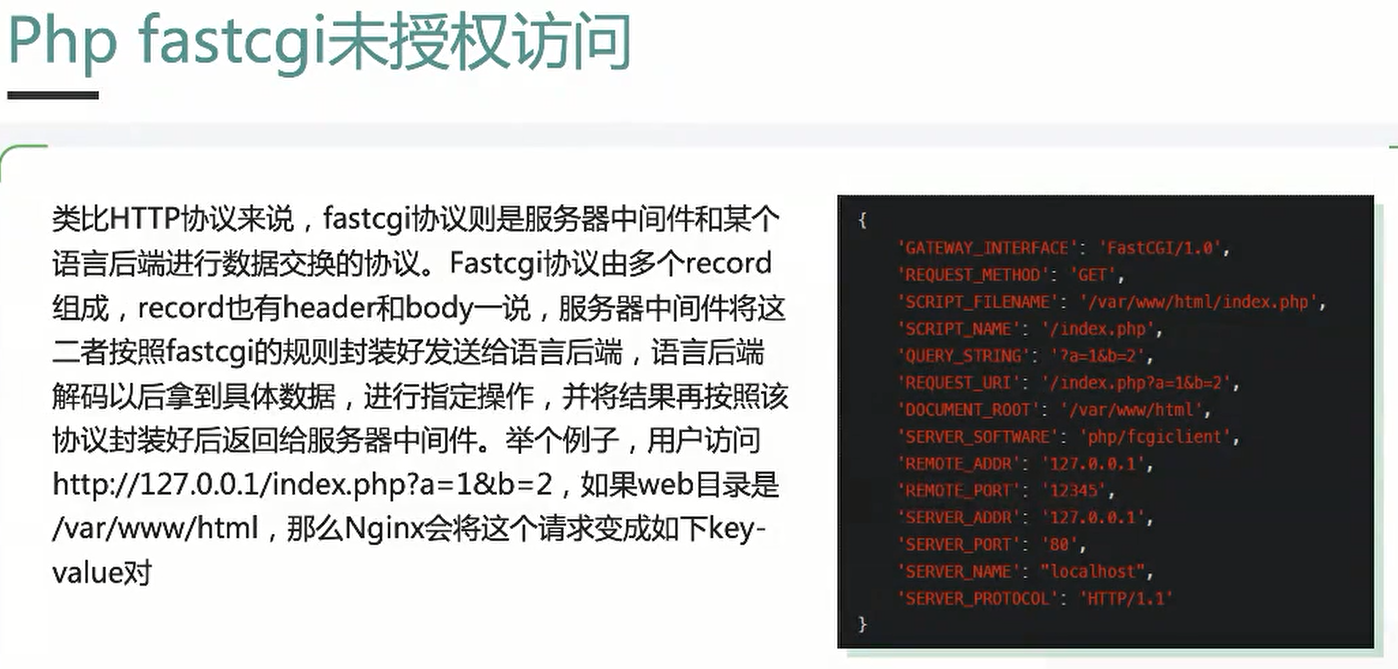 Php fastcgi未授权访问
类比HTTP协议来说，fastcgi协议则是服务器中间件和某个
语言后端进行数据交换的协议。Fastcgi协议由多个record
组成，record也有header和body一说，服务器中间件将这
二者按照fastcgi的规则封装好发送给语言后端，语言后端
解码以后拿到具体数据，进行指定操作，并将结果再按照该
协议封装好后返回给服务器中间件。举个例子，用户访问
http://127.0.0.1/index.php?a=1&b=2，如果web目录是
/var/www/html，那么Nginx会将这个请求变成如下key-
value对
{
'GATEWAY_INTERFACE': 'FastCGI/1.0',
'REQUEST_METHOD': 'GET',
'SCRIPT_FILENAME': '/var/www/html/index.php',
'SCRIPT_NAME': '/index.php',
'QUERY_STRING': '?a=1&b=2',
'REQUEST_URI': '/index.php?a=1&b=2',
'DOCUMENT_ROOT': '/var/www/html',
'SERVER_SOFTWARE': 'php/fcgiclient',
'REMOTE_ADDR': '127.0.0.1',
'REMOTE_PORT': '12345',
'SERVER_ADDR': '127.0.0.1',
'SERVER_PORT': '80',
'SERVER_NAME': "localhost",
'SERVER_PROTOCOL': 'HTTP/1.1'
}